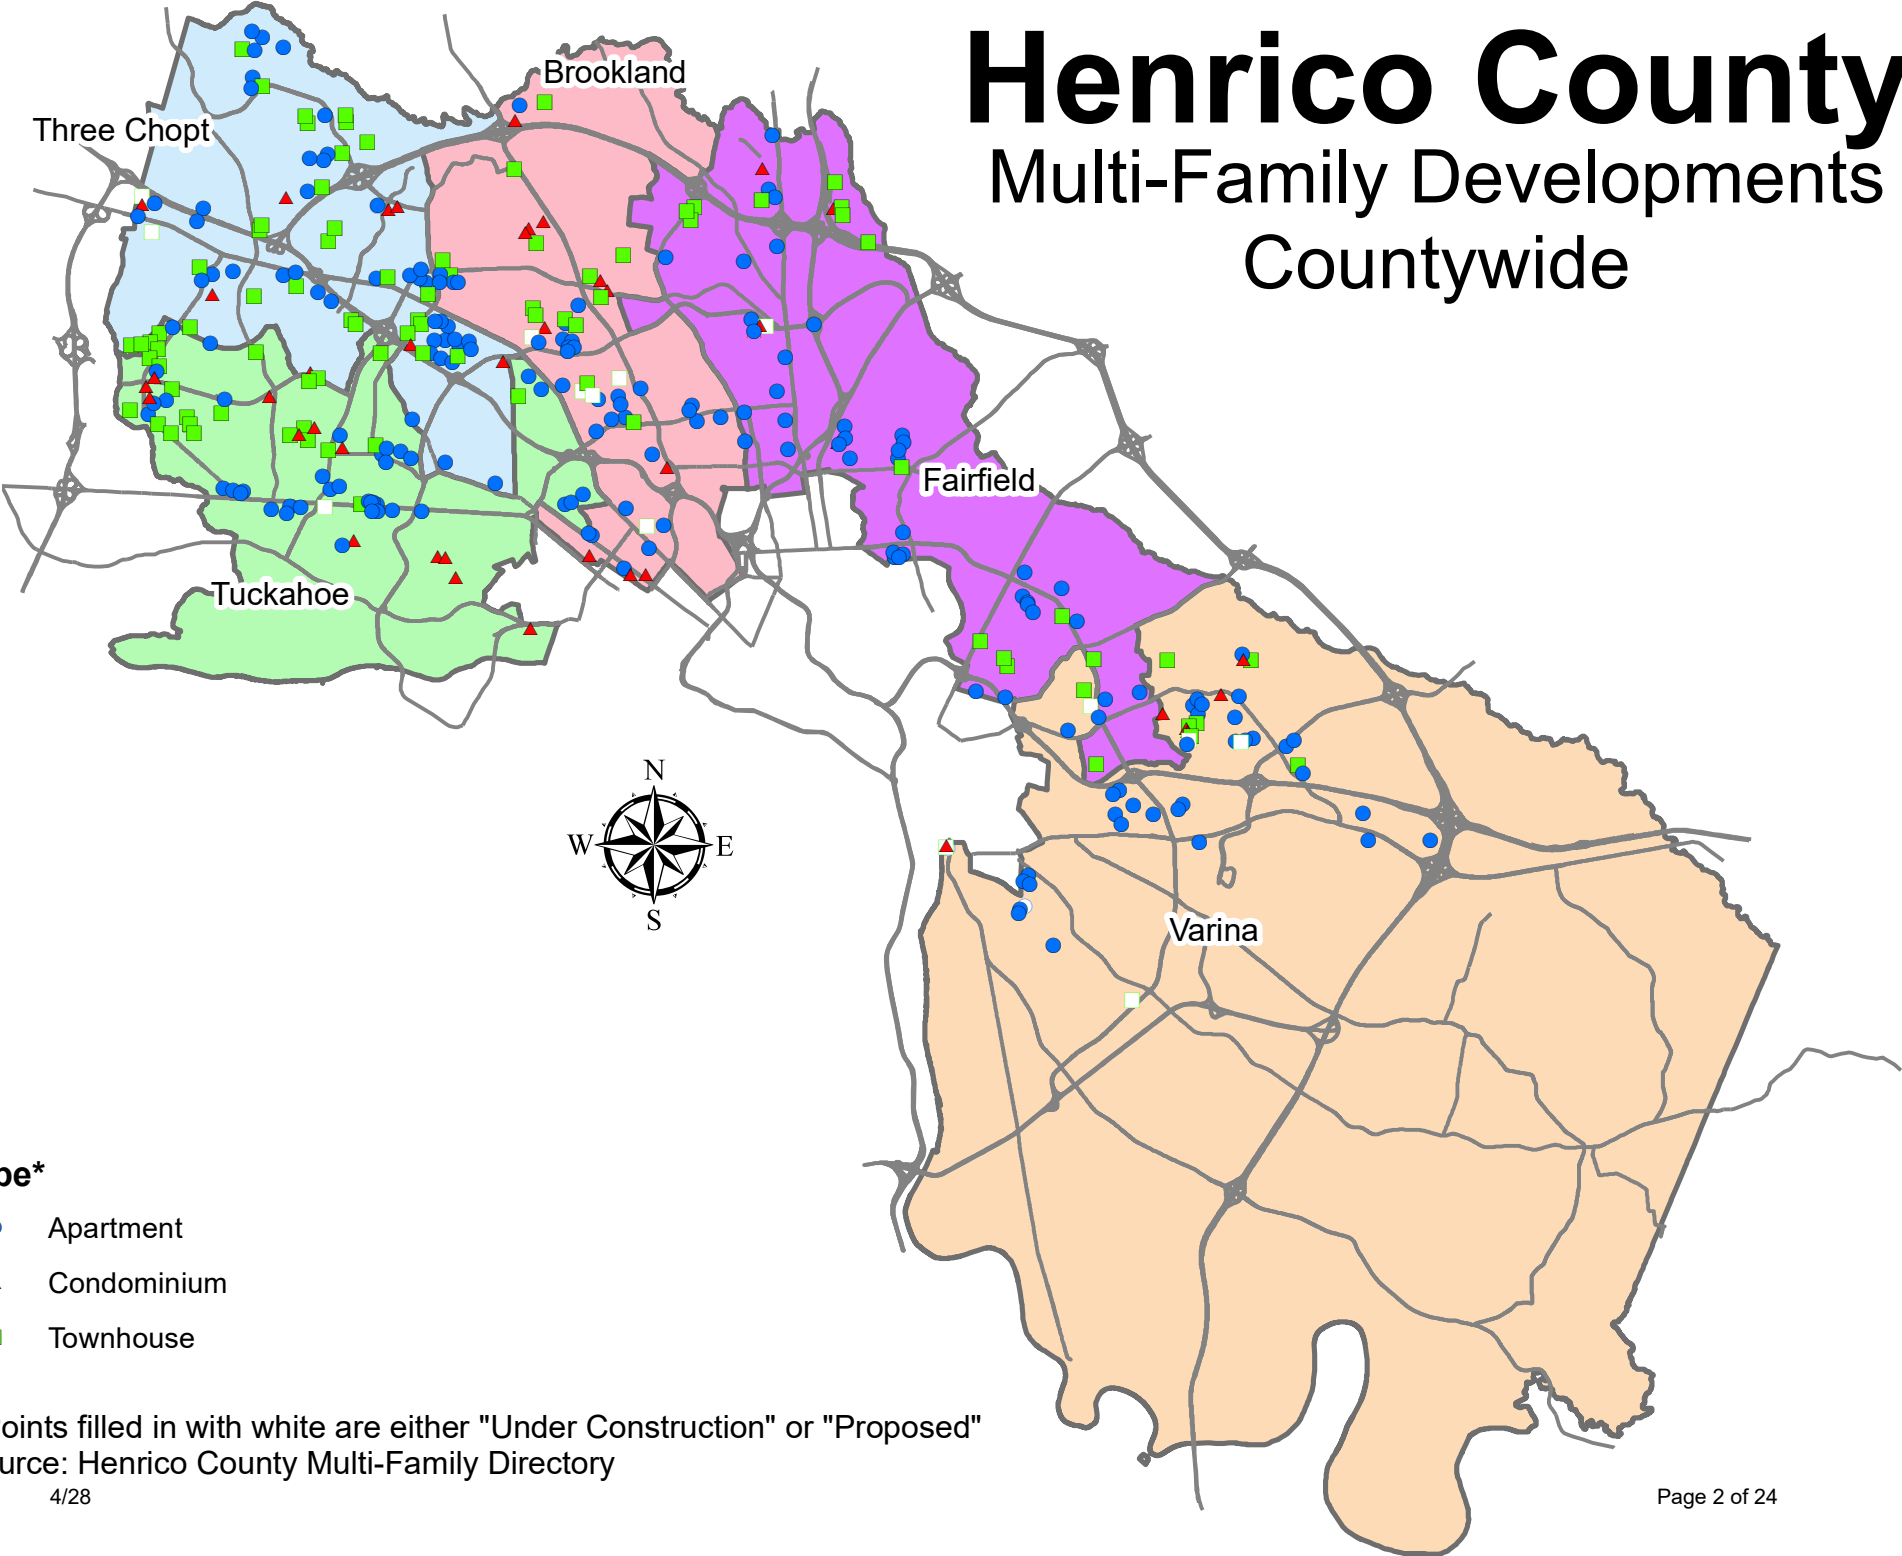 Henrico County
Multi-Family Developments
Countywide
Brookland
Three Chopt
Fairfield
Tuckahoe
N
W E
S
Varina
pe*
Apartment
Condominium
Townhouse
oints filled in with white are either "Under Construction" or "Proposed"
urce: Henrico County Multi-Family Directory
4/28
Page 2 of 24